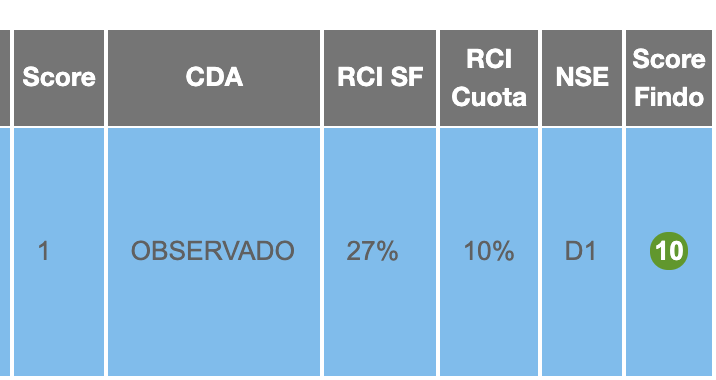 Score CDA RCI SF RCI Cuota NSE Score Findo
1 OBSERVADO 27% 10% D1 10